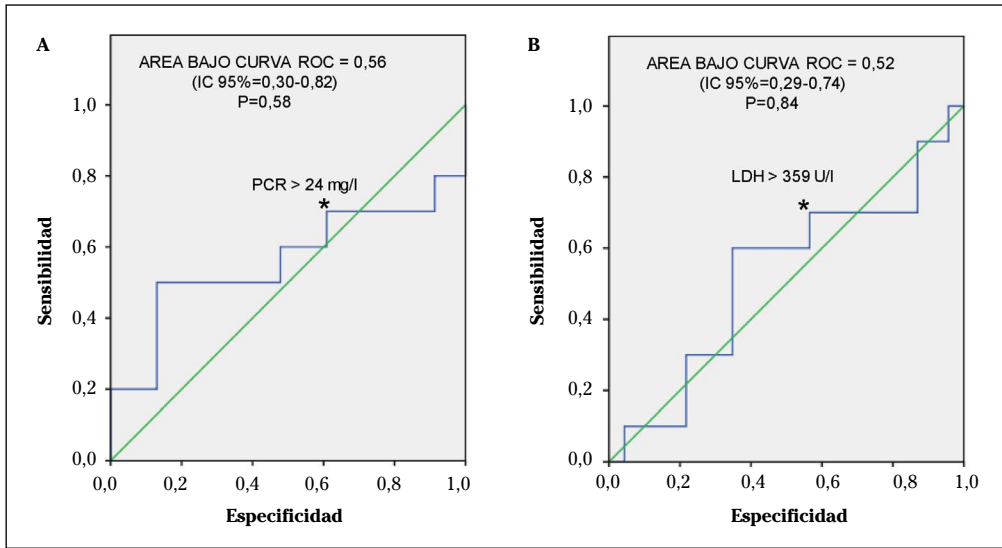 A
AREA BAJO CURVA ROC = 0,56
(IC 95%=0,30-0,82)
P=0,58
1,0
0,8
PCR > 24 mg/l
*
0,6
0,4
0,2
0,0
0,0 0,2 0,4 0,6 0,8 1,0
Sensibilidad
Especificidad
B
AREA BAJO CURVA ROC = 0,52
(IC 95%=0,29-0,74)
P=0,84
1,0
0,8
LDH > 359 U/l
*
0,6
0,4
0,2
0,0
0,0 0,2 0,4 0,6 0,8 1,0
Sensibilidad
Especificidad